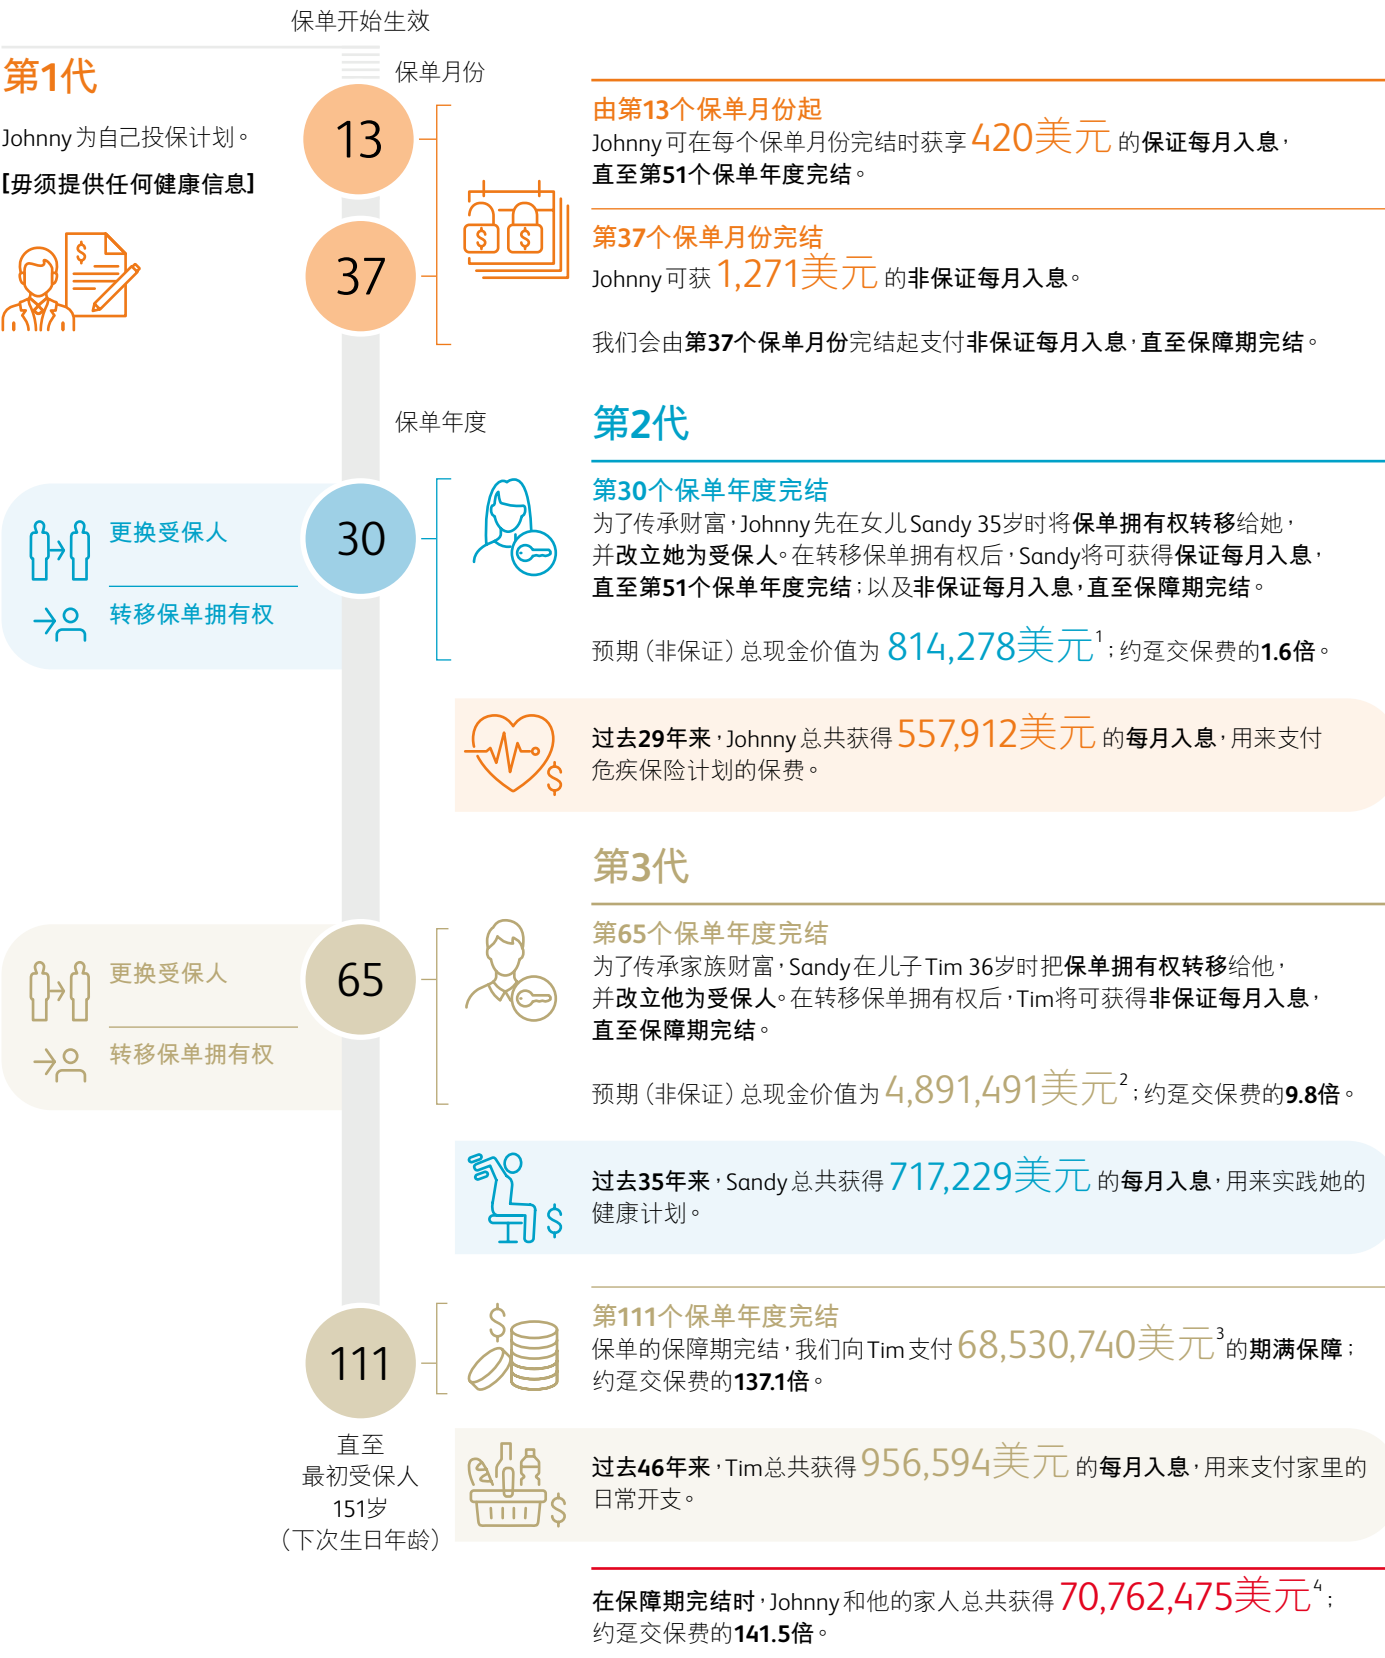 保单开始生效
第1代
保单月份
Johnny为自己投保计划。
[毋须提供任何健康信息]
13
由第13个保单月份起
Johnny可在每个保单月份完结时获享420美元的保证每月入息，
直至第51个保单年度完结。
37
第37个保单月份完结
Johnny可获1,271美元的非保证每月入息。
我们会由第37个保单月份完结起支付非保证每月入息，直至保障期完结。
保单年度
第2代
更换受保人
转移保单拥有权
30
第30个保单年度完结
为了传承财富，Johnny先在女儿Sandy 35岁时将保单拥有权转移给她，
并改立她为受保人。在转移保单拥有权后，Sandy将可获得保证每月入息，
直至第51个保单年度完结；以及非保证每月入息，直至保障期完结。
预期（非保证）总现金价值为814,278美元1；约趸交保费的1.6倍。
过去29年来，Johnny总共获得557,912美元的每月入息，用来支付
危疾保险计划的保费。
第3代
更换受保人
转移保单拥有权
65
第65个保单年度完结
为了传承家族财富，Sandy在儿子Tim 36岁时把保单拥有权转移给他，
并改立他为受保人。在转移保单拥有权后，Tim将可获得非保证每月入息，
直至保障期完结。
预期（非保证）总现金价值为4,891,491美元2；约趸交保费的9.8倍。
过去35年来，Sandy总共获得717,229美元的每月入息，用来实践她的
健康计划。
111
直至
最初受保人
151岁
（下次生日年龄）
第111个保单年度完结
保单的保障期完结，我们向Tim支付68,530,740美元3的期满保障；
约趸交保费的137.1倍。
过去46年来，Tim总共获得956,594美元的每月入息，用来支付家里的
日常开支。
在保障期完结时，Johnny和他的家人总共获得70,762,475美元4；
约趸交保费的141.5倍。